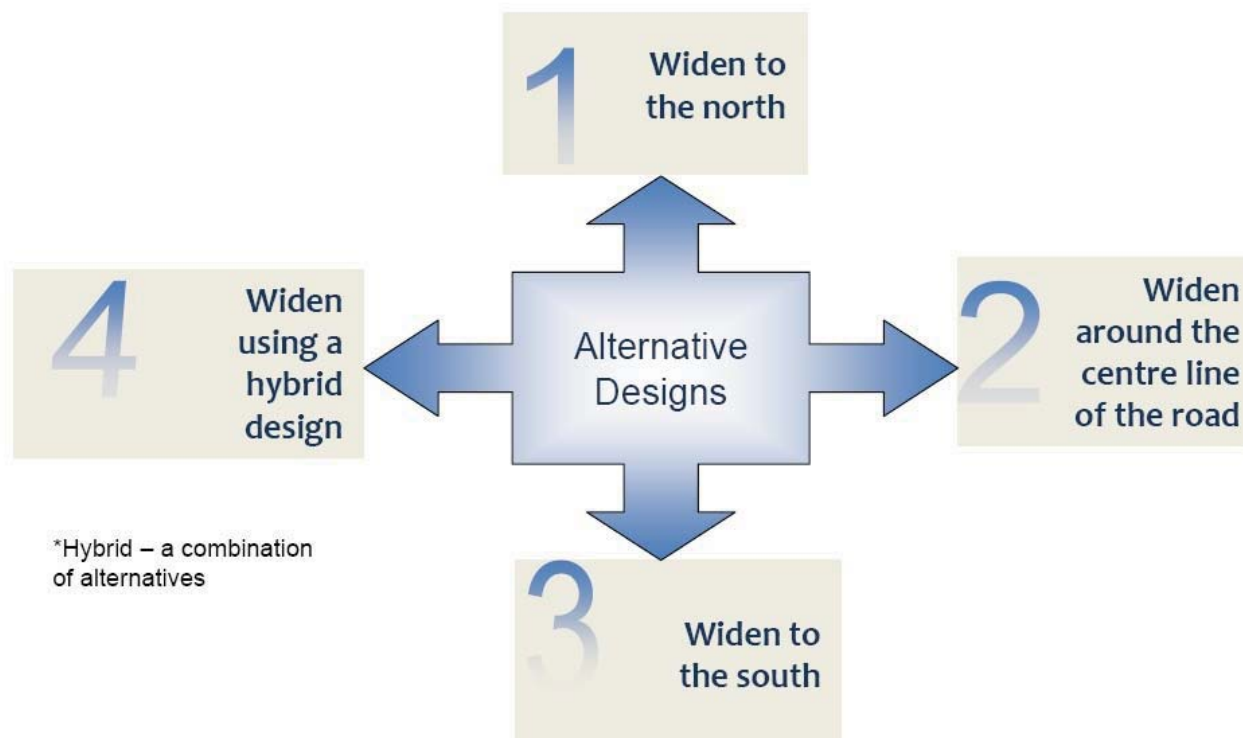 1
Widen to
the north
4
Widen
using a
hybrid
design
Alternative
Designs
2
Widen
around the
centre line
of the road
*Hybrid – a combination
of alternatives
3
Widen to
the south